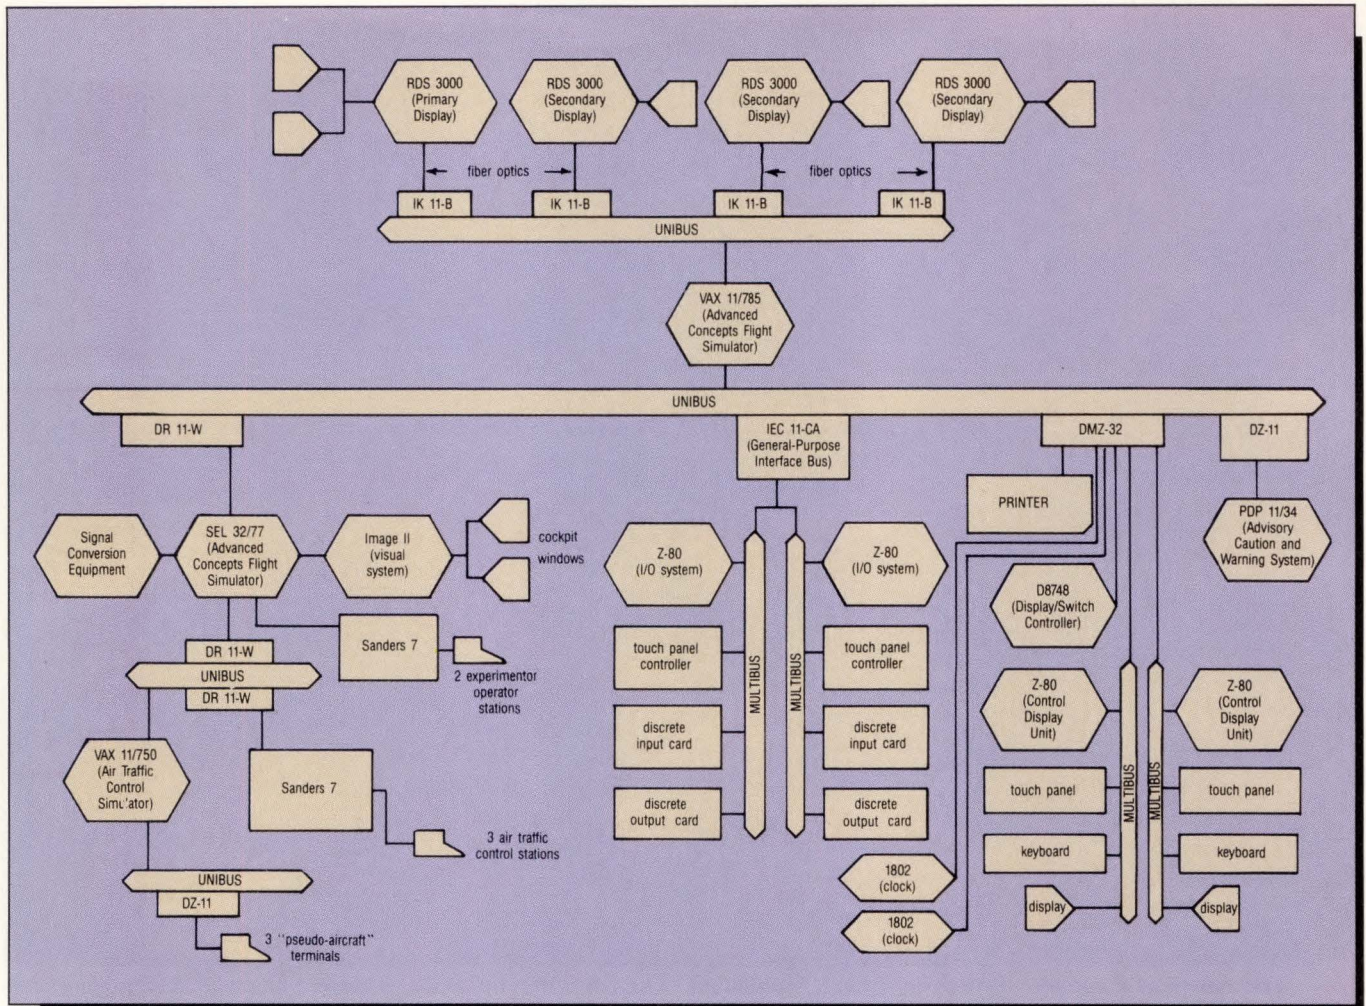 RDS 3000
(Primary
Display)
RDS 3000
(Secondary
Display)
RDS 3000
(Secondary
Display)
RDS 3000
(Secondary
Display)
fiber optics
fiber optics
IK 11-B
IK 11-B
IK 11-B
IK 11-B
UNIBUS
VAX 11/785
(Advanced
Concepts Flight
Simulator)
UNIBUS
DR 11-W
IEC 11-CA
(General-Purpose
Interface Bus)
DMZ-32
DZ-11
PRINTER
PDP 11/34
(Advisory
Caution and
Warning System)
Signal
Conversion
Equipment
SEL 32/77
(Advanced
Concepts Flight
Simulator)
Image II
(visual
system)
cockpit
windows
Z-80
(I/O system)
Z-80
(I/O system)
D8748
(Display/Switch
Controller)
Sanders 7
2 experimentor
operator
stations
DR 11-W
UNIBUS
DR 11-W
touch panel
controller
touch panel
controller
MULTIBUS
MULTIBUS
discrete
input card
discrete
input card
discrete
output card
discrete
output card
Z-80
(Control
Display
Unit)
Z-80
(Control
Display
Unit)
MULTIBUS
MULTIBUS
touch panel
touch panel
keyboard
keyboard
display
display
VAX 11/750
(Air Traffic
Control
Simulator)
Sanders 7
3 air traffic
control stations
1802
(clock)
1802
(clock)
UNIBUS
DZ-11
3 "pseudo-aircraft"
terminals